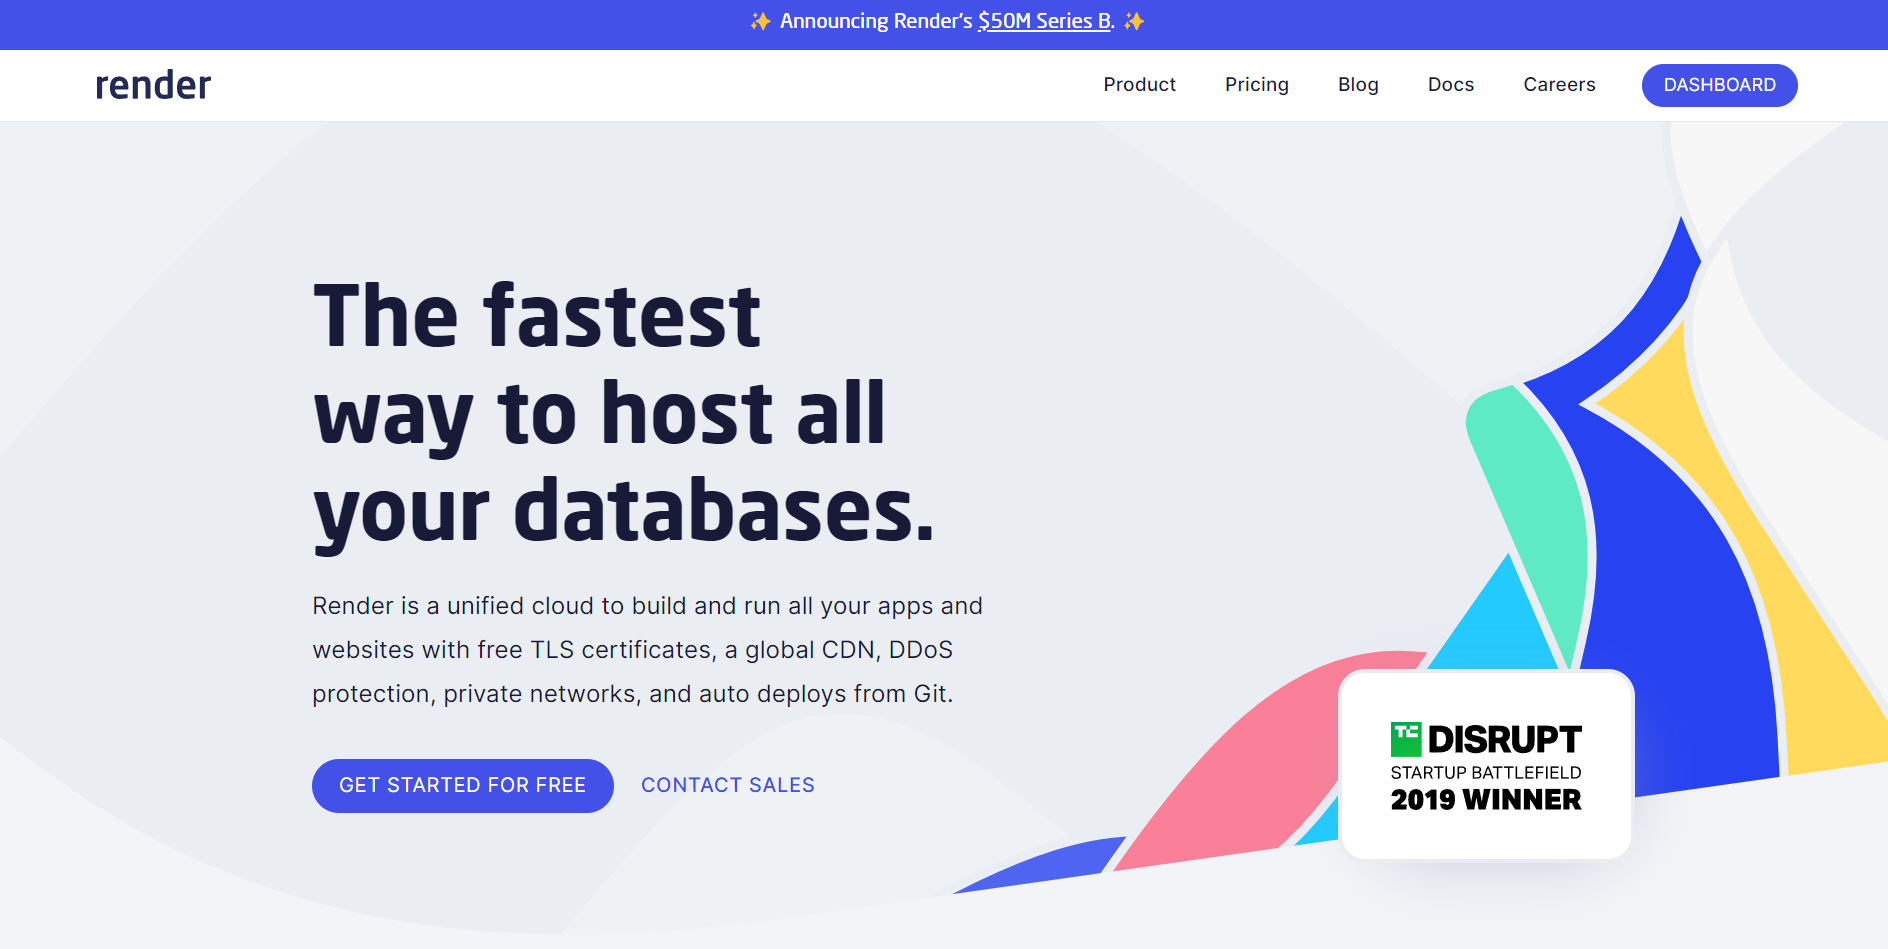 ✨ Announcing Render's $50M Series B. ✨
render
Product Pricing Blog Docs Careers DASHBOARD
The fastest
way to host all
your databases.
Render is a unified cloud to build and run all your apps and
websites with free TLS certificates, a global CDN, DDoS
protection, private networks, and auto deploys from Git.
GET STARTED FOR FREE CONTACT SALES
TC DISRUPT
STARTUP BATTLEFIELD
2019 WINNER